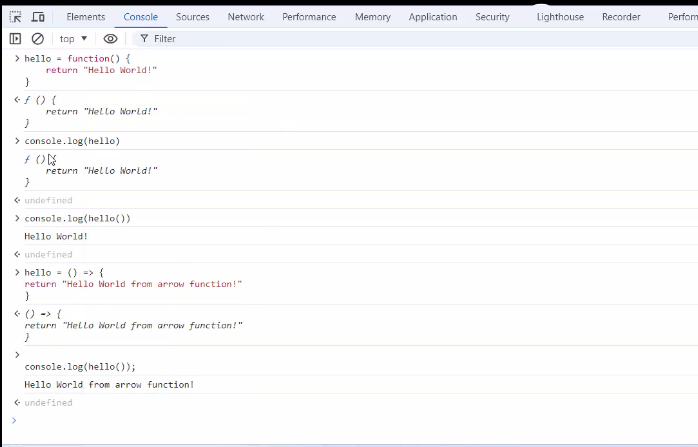 Elements Console Sources Network Performance Memory Application Security Lighthouse Recorder Perform
top ▼ Filter
> hello = function() {
return "Hello World!"
}
<· ƒ () {
return "Hello World!"
}
> console.log(hello)
ƒ () {
return "Hello World!"
}
<· undefined
> console.log(hello())
Hello World!
<· undefined
> hello = () => {
return "Hello World from arrow function!"
}
<· () => {
return "Hello World from arrow function!"
}
>
console.log(hello());
Hello World from arrow function!
<· undefined
>